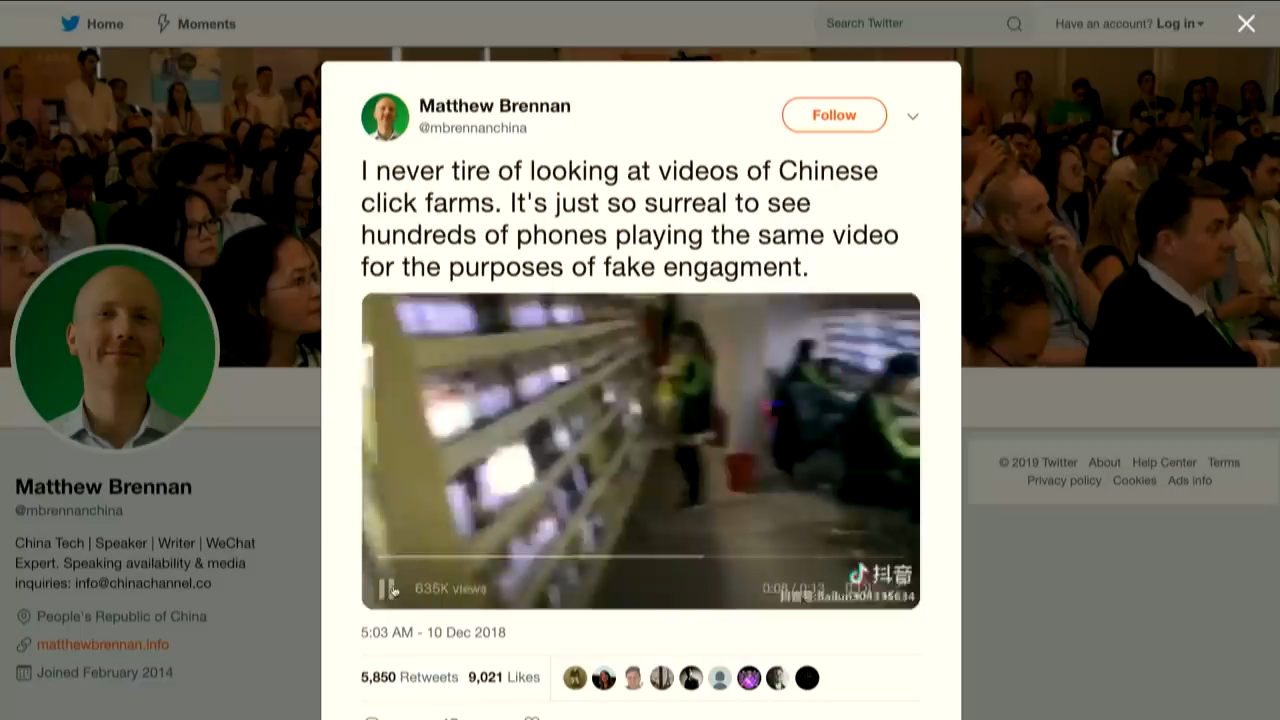 Home
Moments
Search Twitter
Have an account? Log in
Matthew Brennan
@mbrennanchina
Follow
I never tire of looking at videos of Chinese
click farms. It's just so surreal to see
hundreds of phones playing the same video
for the purposes of fake engagment.
抖音
635K views
0:08 / 0:13
5:03 AM - 10 Dec 2018
5,850 Retweets 9,021 Likes
Matthew Brennan
@mbrennanchina
China Tech | Speaker | Writer | WeChat
Expert. Speaking availability & media
inquiries: info@chinachannel.co
People's Republic of China
matthewbrennan.info
Joined February 2014
© 2019 Twitter About Help Center Terms
Privacy policy Cookies Ads info